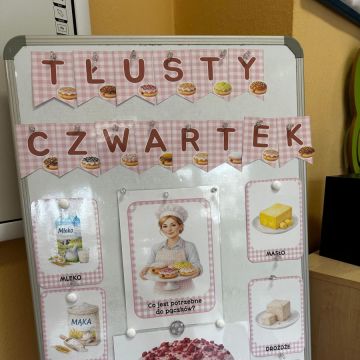 TŁUSTY
CZWARTEK
Mleko
MLEKO
Co jest potrzebne
do pączków?
MASŁO
MĄKA
DROŻDŻE